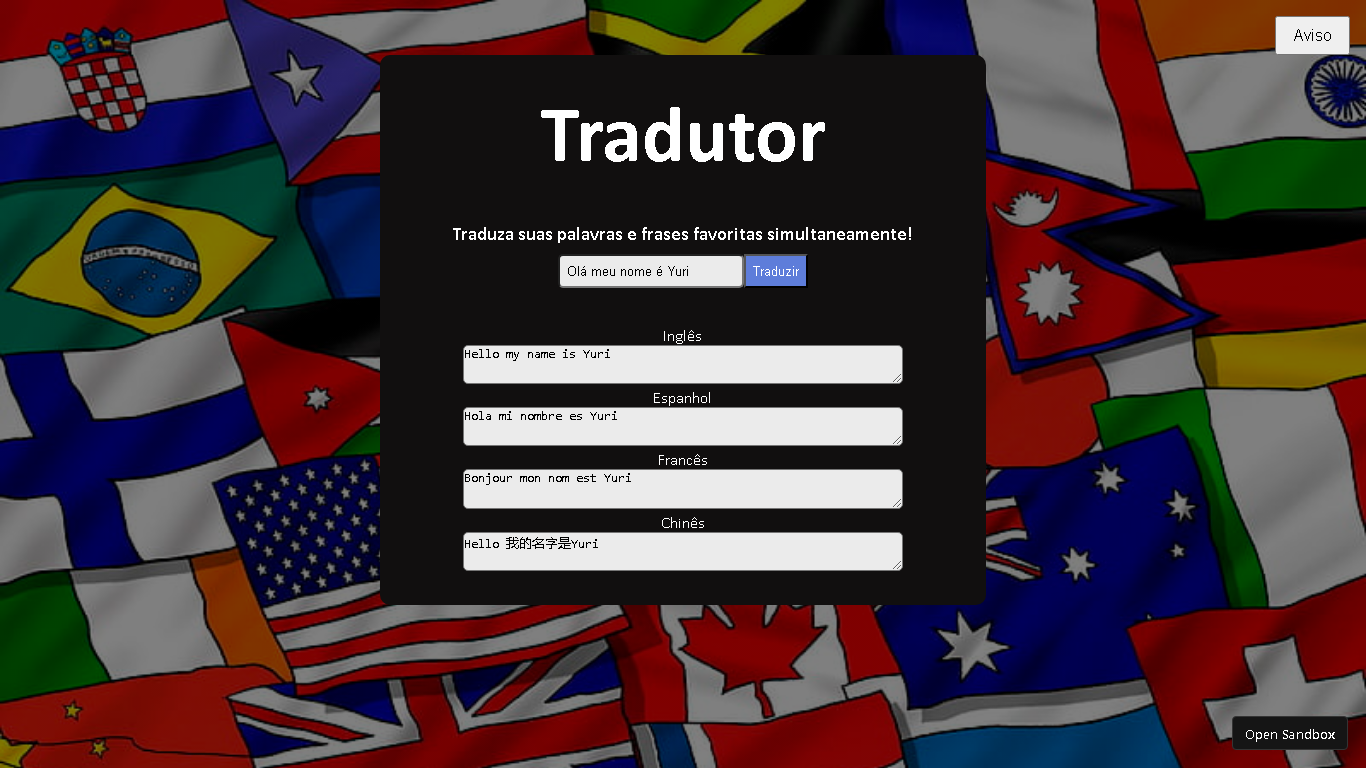 Aviso
Tradutor
Traduza suas palavras e frases favoritas simultaneamente!
Olá meu nome é Yuri
Traduzir
Inglês
Hello my name is Yuri
Espanhol
Hola mi nombre es Yuri
Francês
Bonjour mon nom est Yuri
Chinês
Hello 我的名字是Yuri
Open Sandbox